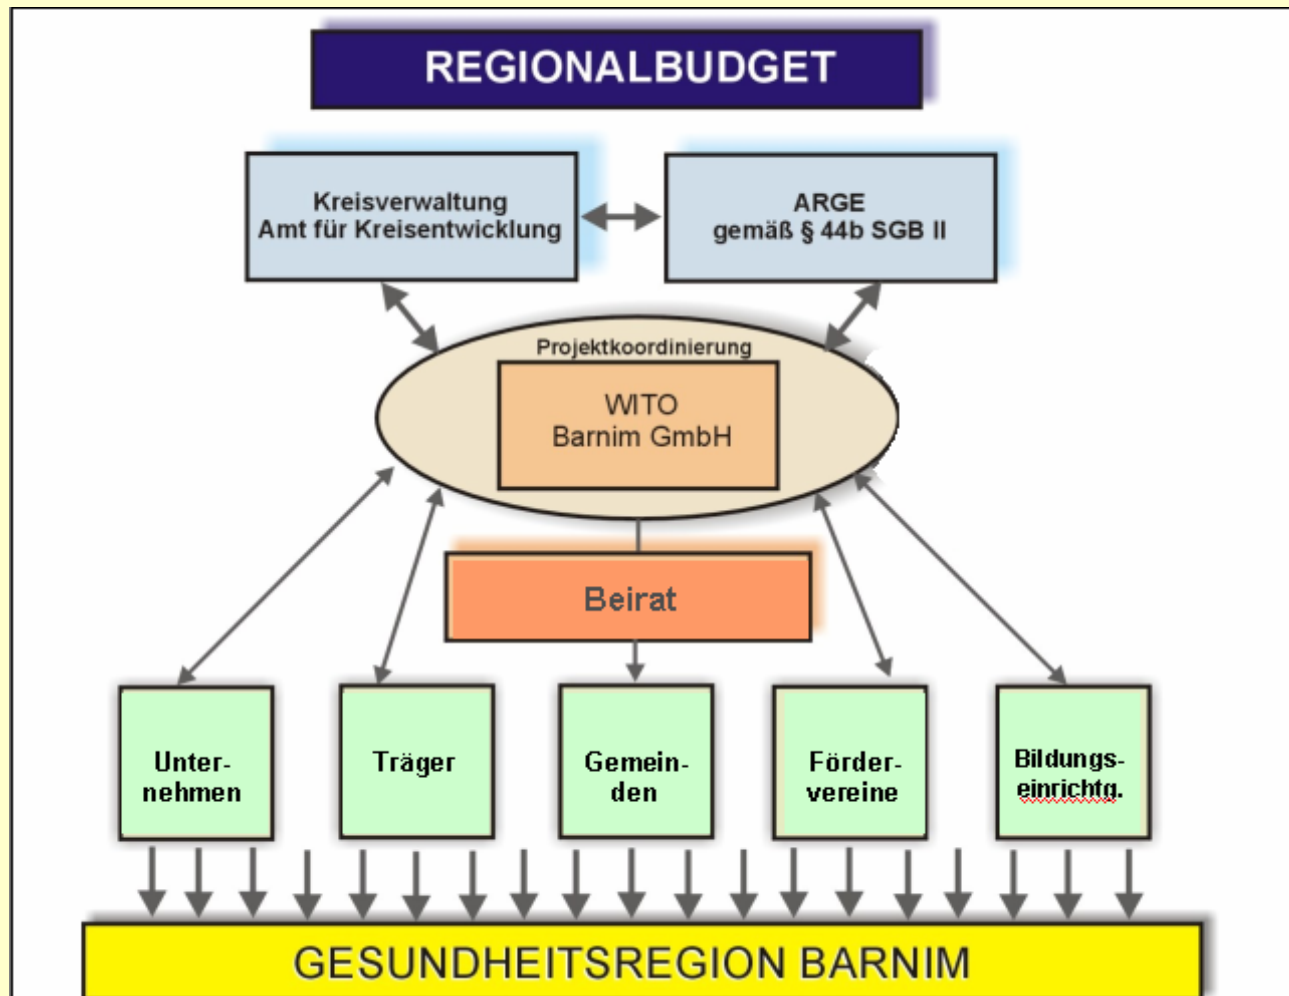 REGIONALBUDGET
Kreisverwaltung
Amt für Kreisentwicklung
ARGE
gemäß § 44b SGB II
Projektkoordinierung
WITO
Barnim GmbH
Beirat
Unter-
nehmen
Träger
Gemein-
den
Förder-
vereine
Bildungs-
einrichtg.
GESUNDHEITSREGION BARNIM